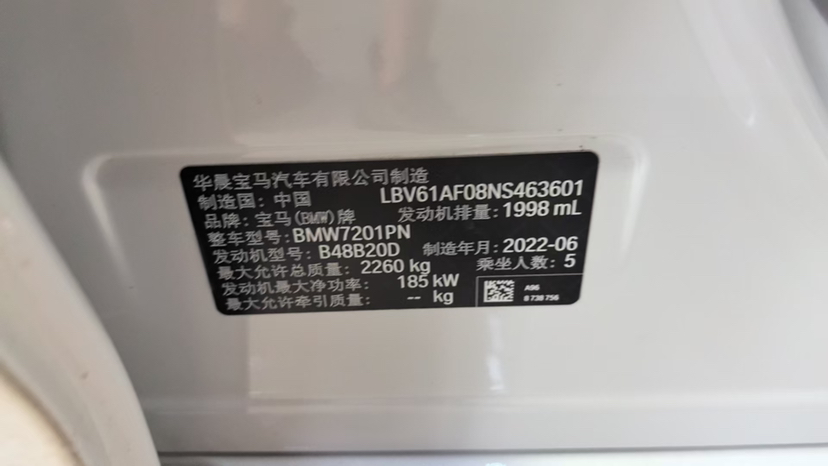 华晨宝马汽车有限公司制造
制造国: 中国 LBV61AF08NS463601
品牌: 宝马(BMW)牌 发动机排量: 1998 mL
整车型号: BMW7201PN
发动机型号: B48B20D 制造年月: 2022-06
最大允许总质量: 2260 kg 乘坐人数: 5
发动机最大净功率: 185 kW
最大允许牵引质量: -- kg
A96
8 738 756